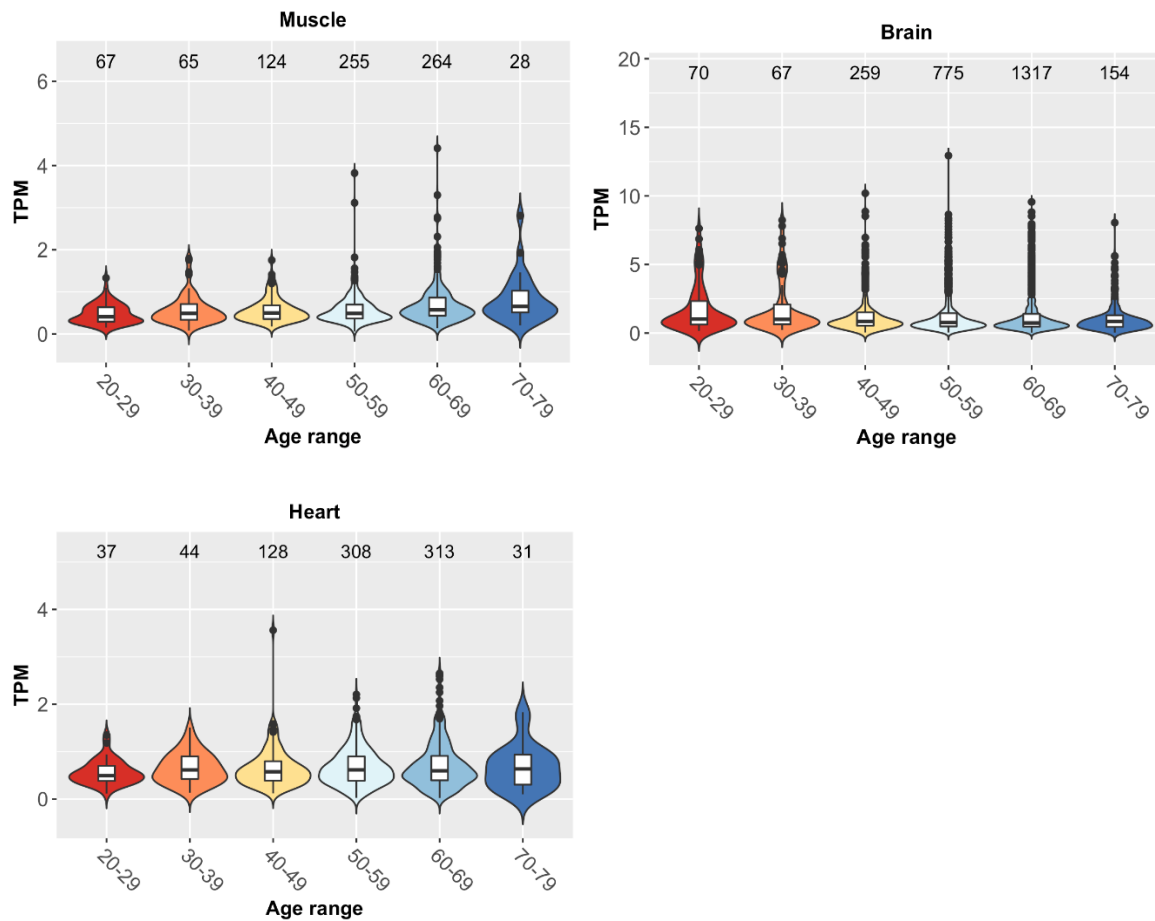 Muscle
67 65 124 255 264 28
6
4
2
0
TPM
20-29 30-39 40-49 50-59 60-69 70-79
Age range
Brain
20
70 67 259 775 1317 154
15
10
5
0
TPM
20-29 30-39 40-49 50-59 60-69 70-79
Age range
Heart
37 44 128 308 313 31
4
2
0
TPM
20-29 30-39 40-49 50-59 60-69 70-79
Age range